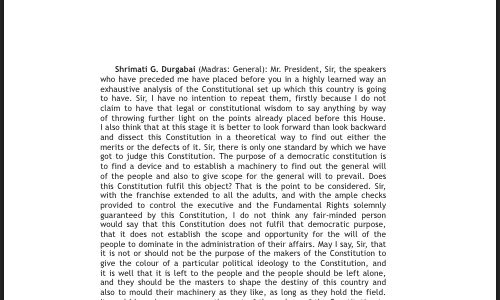 Shrimati G. Durgabai (Madras: General): Mr. President, Sir, the speakers
who have preceded me have placed before you in a highly learned way an
exhaustive analysis of the Constitutional set up which this country is going
to have. Sir, I have no intention to repeat them, firstly because I do not
claim to have that legal or constitutional wisdom to say anything by way
of throwing further light on the points already placed before this House.
I also think that at this stage it is better to look forward than look backward
and dissect this Constitution in a theoretical way to find out either the
merits or the defects of it. Sir, there is only one standard by which we have
got to judge this Constitution. The purpose of a democratic constitution is
to find a device and to establish a machinery to find out the general will
of the people and also to give scope for the general will to prevail. Does
this Constitution fulfil this object? That is the point to be considered. Sir,
with the franchise extended to all the adults, and with the ample checks
provided to control the executive and the Fundamental Rights solemnly
guaranteed by this Constitution, I do not think any fair-minded person
would say that this Constitution does not fulfil that democratic purpose,
that it does not establish the scope and opportunity for the will of the
people to dominate in the administration of their affairs. May I say, Sir, that
it is not or should not be the purpose of the makers of the Constitution to
give the colour of a particular political ideology to the Constitution, and
it is well that it is left to the people and the people should be left alone,
and they should be the masters to shape the destiny of this country and
also to mould their machinery as they like, as long as they hold the field.